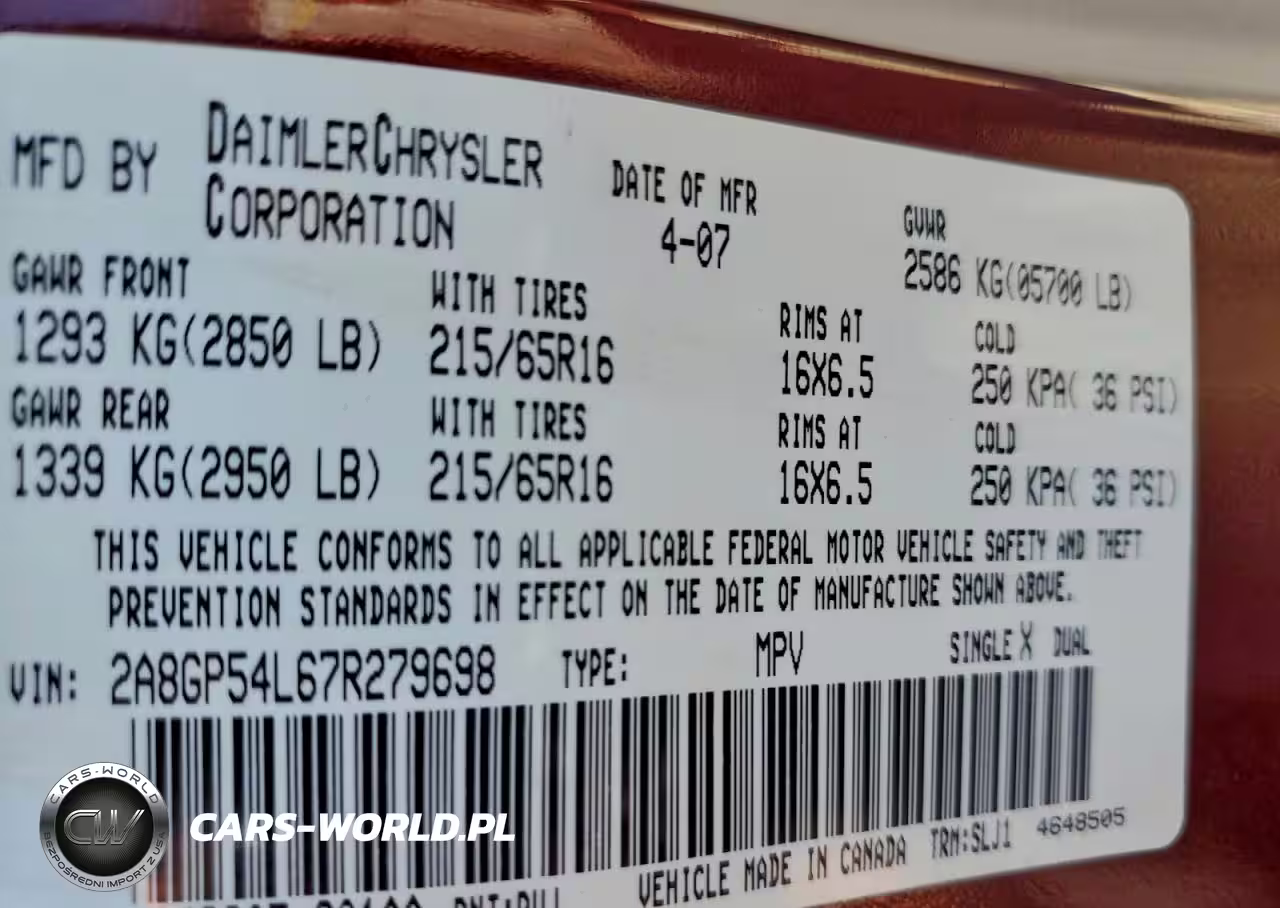 MFD BY DAIMLERCHRYSLER CORPORATION
DATE OF MFR
4-07
GVWR
2586 KG(05700 LB)
GAWR FRONT WITH TIRES RIMS AT COLD
1293 KG(2850 LB) 215/65R16 16X6.5 250 KPA( 36 PSI)
GAWR REAR WITH TIRES RIMS AT COLD
1339 KG(2950 LB) 215/65R16 16X6.5 250 KPA( 36 PSI)
THIS VEHICLE CONFORMS TO ALL APPLICABLE FEDERAL MOTOR VEHICLE SAFETY AND THEFT
PREVENTION STANDARDS IN EFFECT ON THE DATE OF MANUFACTURE SHOWN ABOVE.
VIN: 2A8GP54L67R279698 TYPE: MPV SINGLE X DUAL
VEHICLE MADE IN CANADA TRM:SLJ1 4648505
CARS-WORLD
CW
BEZPOŚREDNI IMPORT Z USA
CARS-WORLD.PL